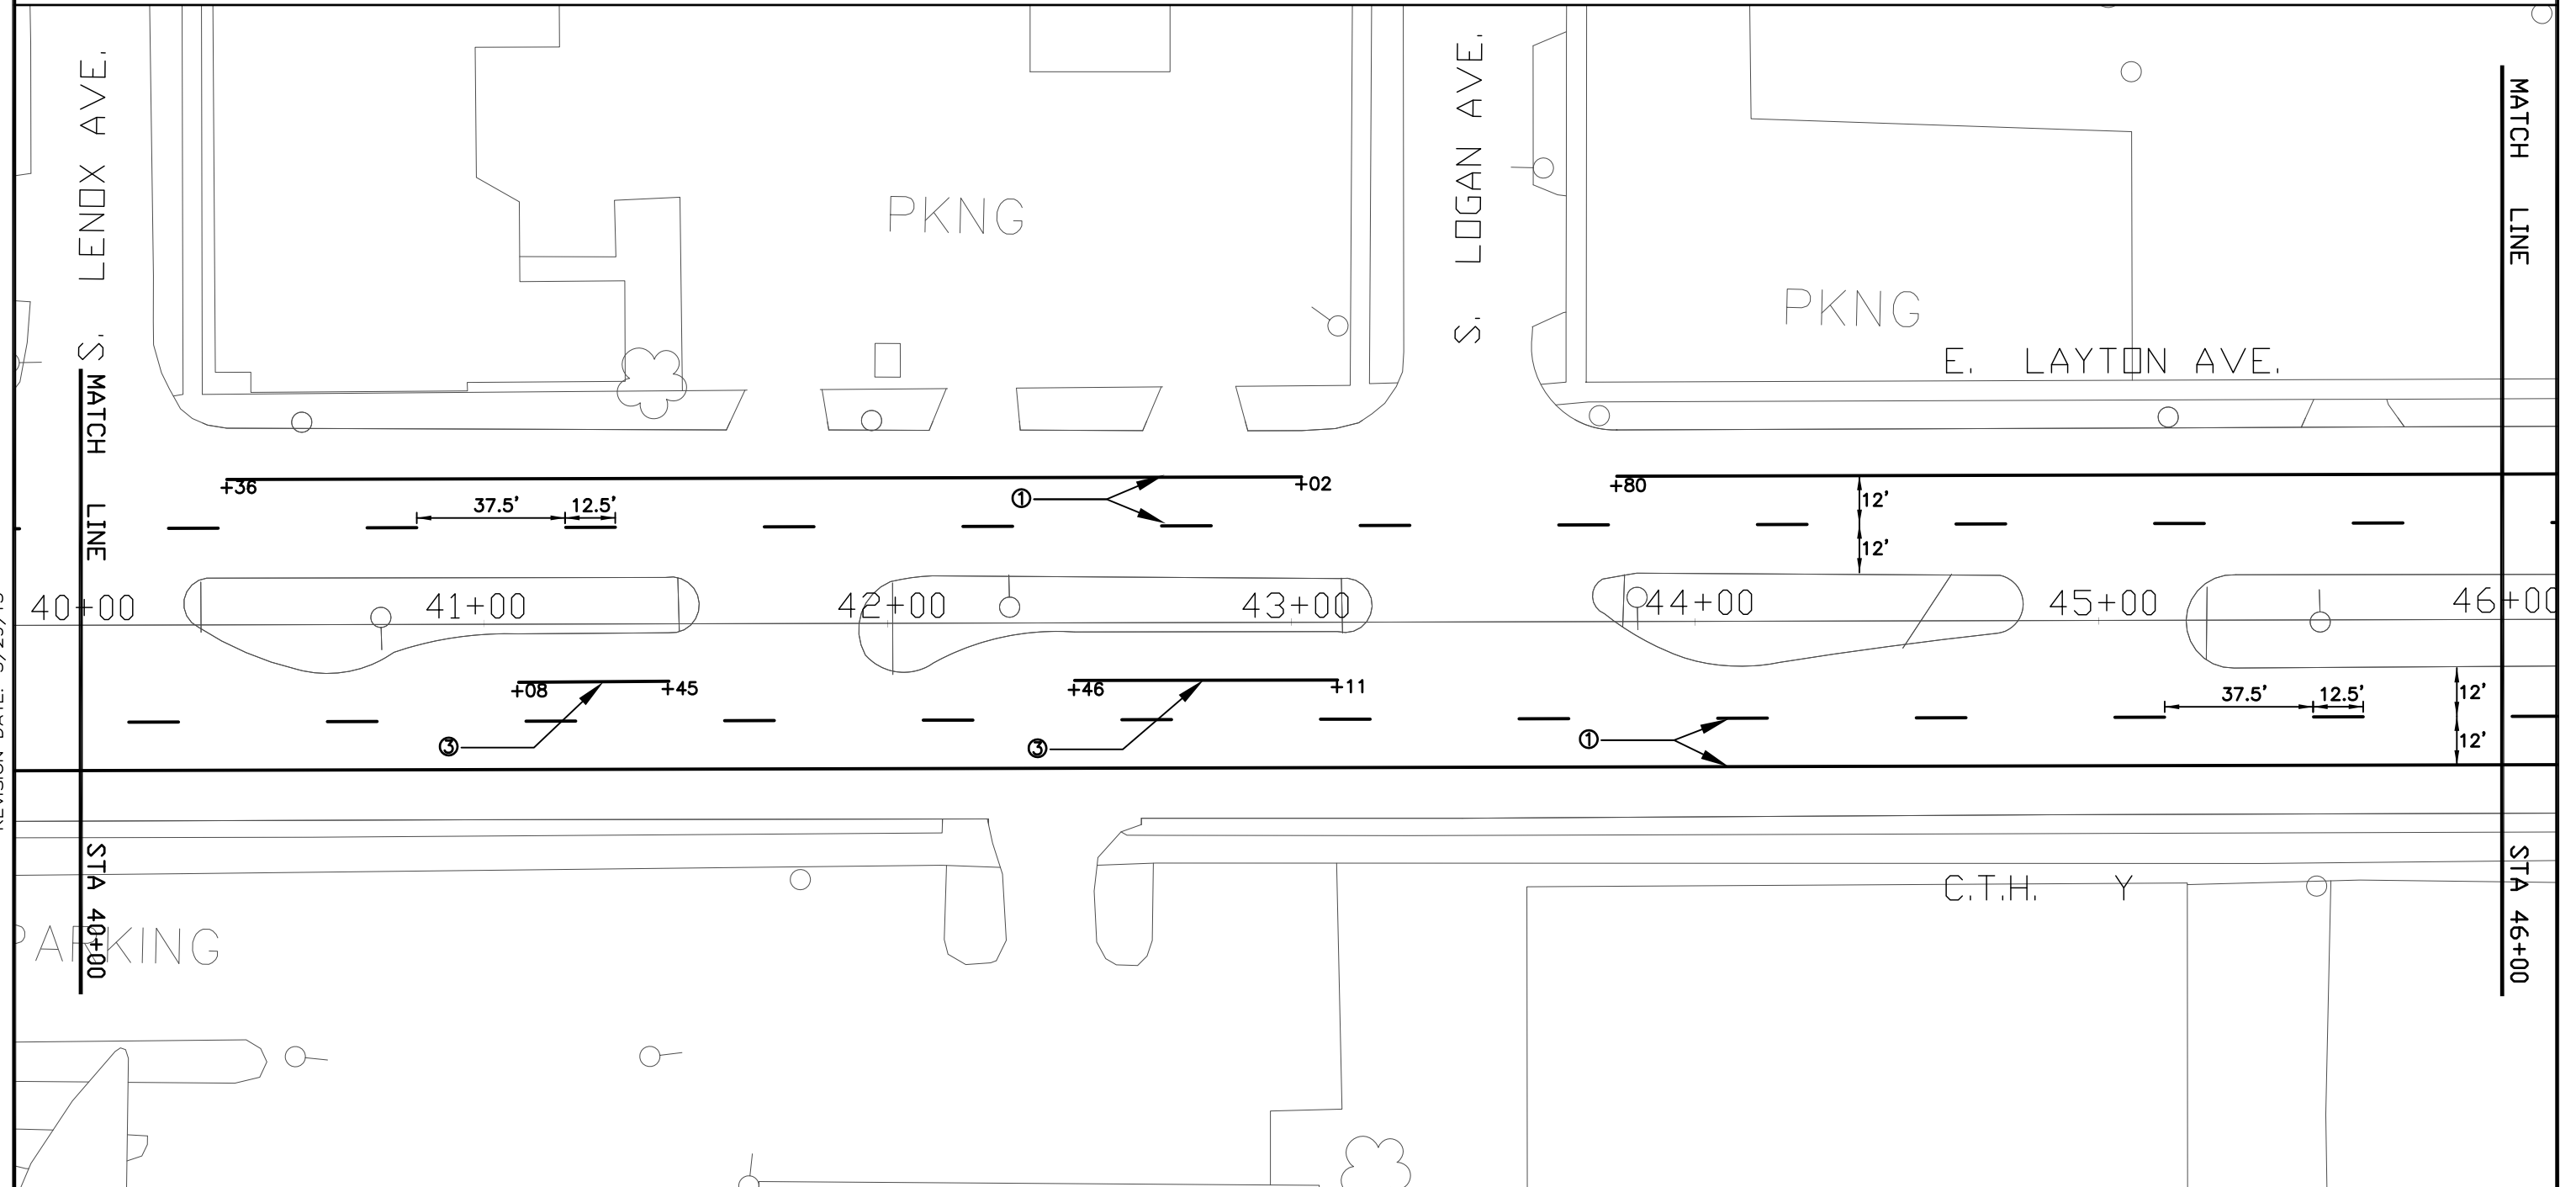 S. LENOX AVE.
S. LOGAN AVE.
MATCH LINE
PKNG
PKNG
E. LAYTON AVE.
MATCH LINE
+36
+02
+80
37.5'
12.5'
1
12'
12'
40+00
41+00
42+00
43+00
44+00
45+00
46+00
+08
+45
+46
+11
37.5'
12.5'
12'
12'
3
3
1
STA 40+00
STA 46+00
C.T.H. Y
PARKING